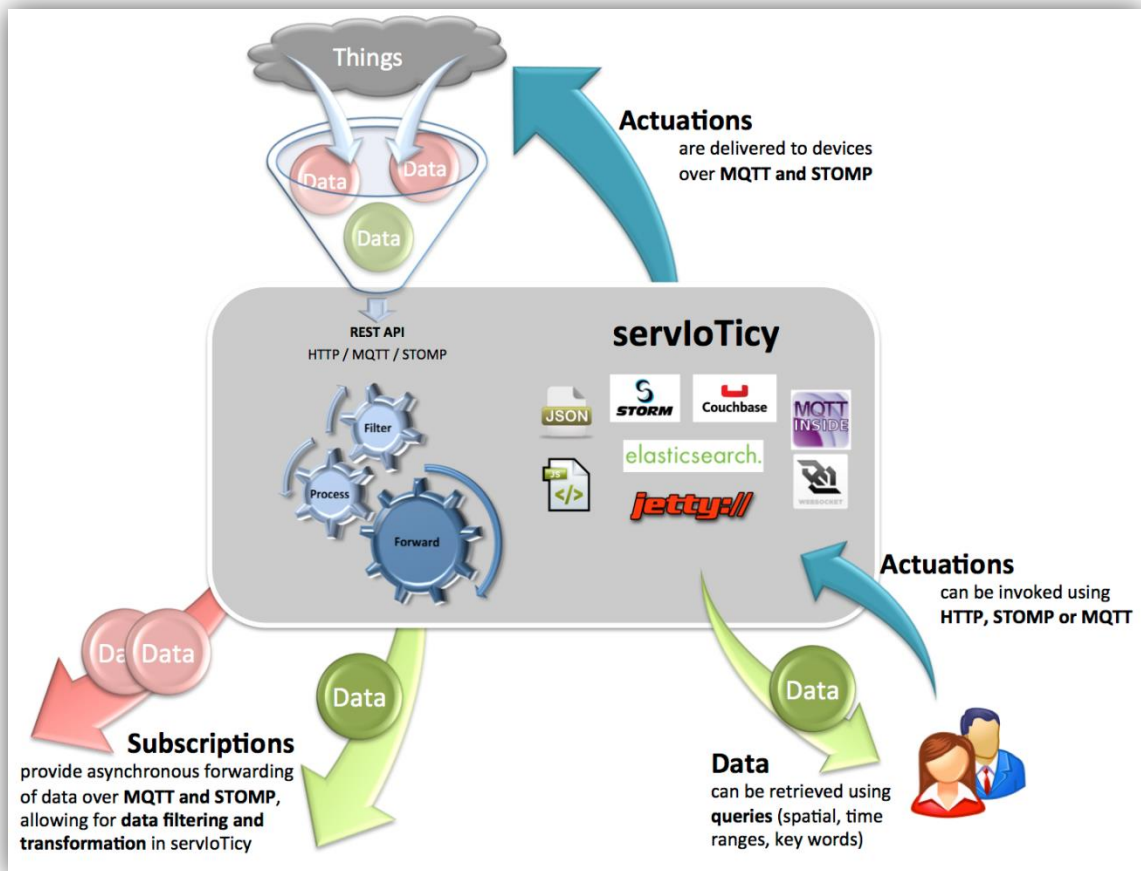 Things
Data
Data
Data
Actuations
are delivered to devices
over MQTT and STOMP
REST API
HTTP / MQTT / STOMP
Filter
Process
Forward
servIoTicy
JSON
STORM
Couchbase
MQTT
INSIDE
elasticsearch.
JS
</>
WEBSOCKET
jetty://
Actuations
can be invoked using
HTTP, STOMP or MQTT
Da
Data
Data
Data
Subscriptions
provide asynchronous forwarding
of data over MQTT and STOMP,
allowing for data filtering and
transformation in servIoTicy
Data
can be retrieved using
queries (spatial, time
ranges, key words)